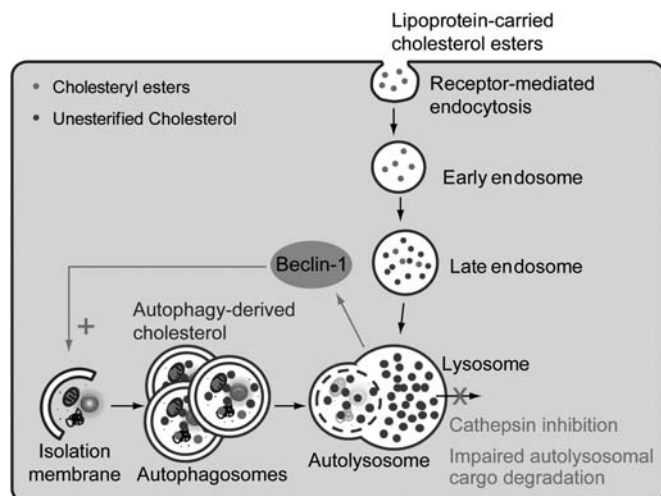 Lipoprotein-carried
cholesterol esters
Cholesteryl esters
Unesterified Cholesterol
Receptor-mediated
endocytosis
Early endosome
Beclin-1
Late endosome
+
Autophagy-derived
cholesterol
Lysosome
Cathepsin inhibition
Impaired autolysosomal
cargo degradation
Isolation
membrane
Autophagosomes
Autolysosome